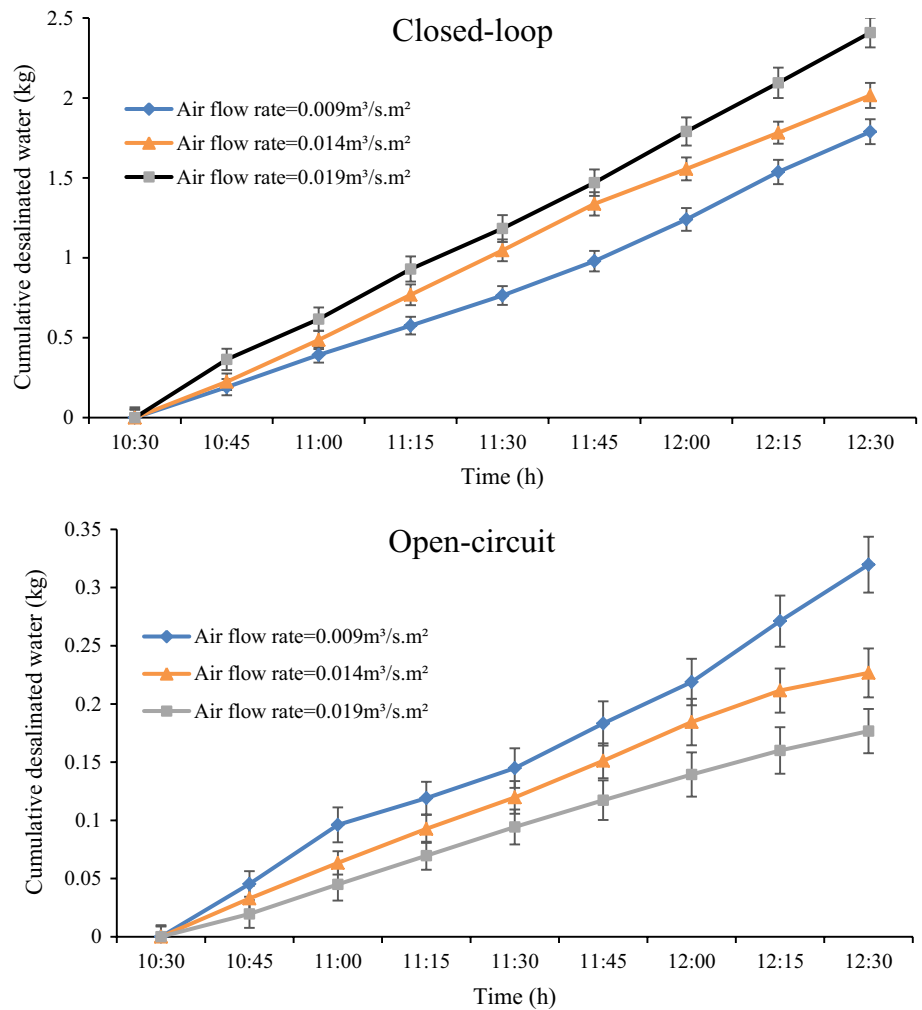 Closed-loop
Cumulative desalinated water (kg)
2.5
2
1.5
1
0.5
0
Air flow rate=0.009m³/s.m²
Air flow rate=0.014m³/s.m²
Air flow rate=0.019m³/s.m²
10:30 10:45 11:00 11:15 11:30 11:45 12:00 12:15 12:30
Time (h)
Open-circuit
Cumulative desalinated water (kg)
0.35
0.3
0.25
0.2
0.15
0.1
0.05
0
Air flow rate=0.009m³/s.m²
Air flow rate=0.014m³/s.m²
Air flow rate=0.019m³/s.m²
10:30 10:45 11:00 11:15 11:30 11:45 12:00 12:15 12:30
Time (h)